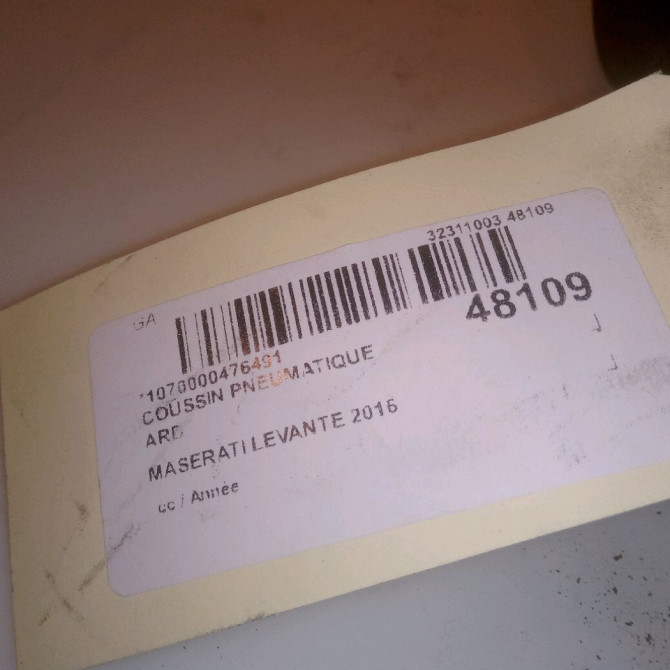 32311003 48109
GA
48109
*1070000476491
COUSSIN PNEUMATIQUE
ARD
MASERATI LEVANTE 2016
cc / Année